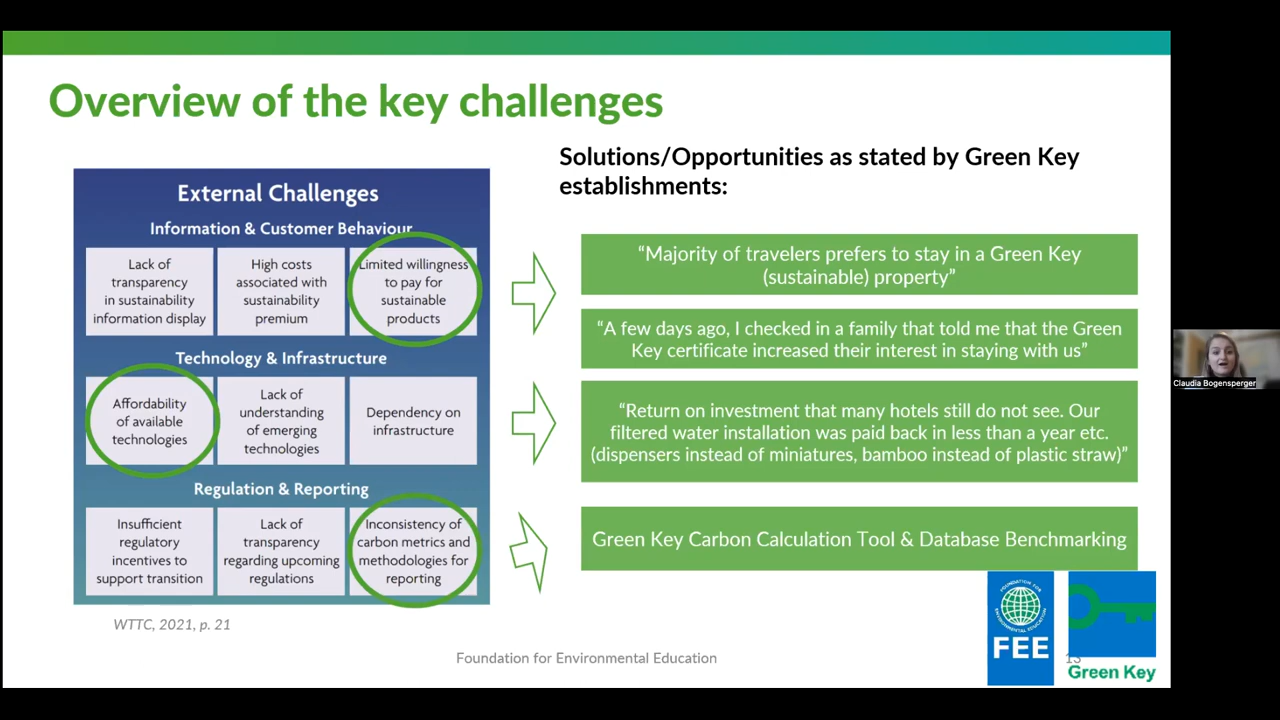 Overview of the key challenges
Solutions/Opportunities as stated by Green Key
establishments:
External Challenges
Information & Customer Behaviour
Lack of
transparency
in sustainability
information display
High costs
associated with
sustainability
premium
Limited willingness
to pay for
sustainable
products
Technology & Infrastructure
Affordability
of available
technologies
Lack of
understanding
of emerging
technologies
Dependency on
infrastructure
Regulation & Reporting
Insufficient
regulatory
incentives to
support transition
Lack of
transparency
regarding upcoming
regulations
Inconsistency of
carbon metrics and
methodologies for
reporting
WTTC, 2021, p. 21
“Majority of travelers prefers to stay in a Green Key
(sustainable) property”
“A few days ago, I checked in a family that told me that the Green
Key certificate increased their interest in staying with us”
“Return on investment that many hotels still do not see. Our
filtered water installation was paid back in less than a year etc.
(dispensers instead of miniatures, bamboo instead of plastic straw)”
Green Key Carbon Calculation Tool & Database Benchmarking
Foundation for Environmental Education
FOUNDATION FOR
ENVIRONMENTAL EDUCATION
FEE
13
Green Key
Claudia Bogensperger